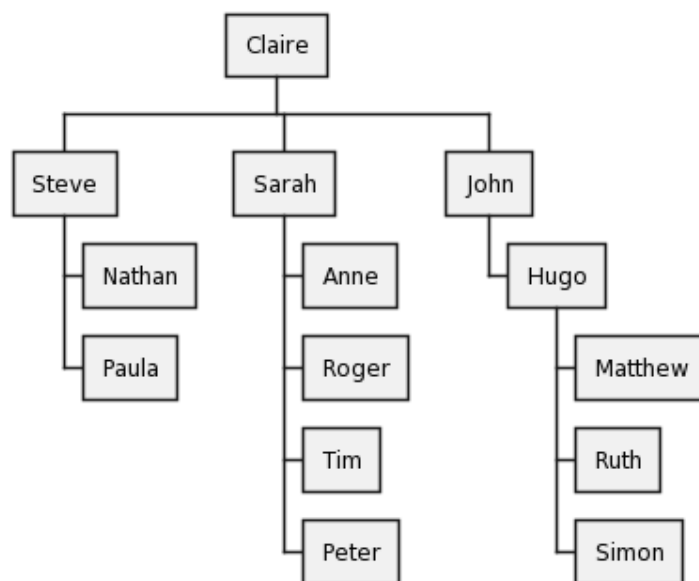 Claire
Steve
Sarah
John
Nathan
Anne
Hugo
Paula
Roger
Matthew
Tim
Ruth
Peter
Simon